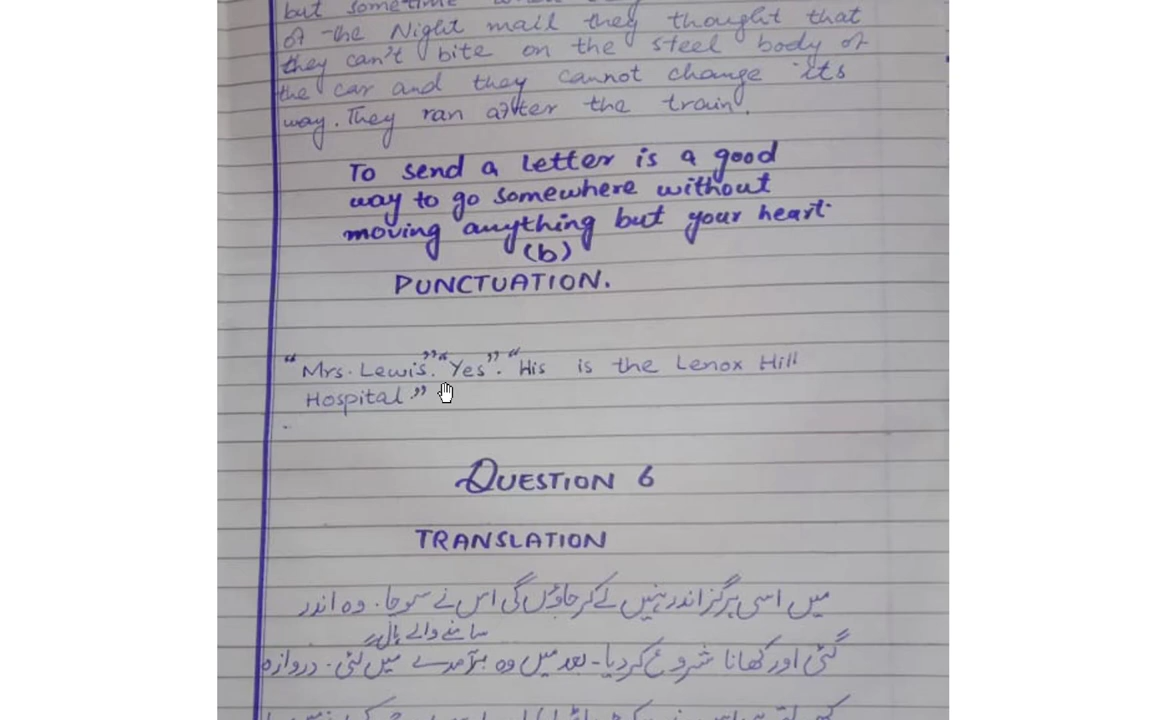 but sometime
of the Night mail they thought that
they can't bite on the steel body of
the car and they cannot change its
way. They ran after the train.
To send a letter is a good
way to go somewhere without
moving anything but your heart.
(b)
PUNCTUATION.
"Mrs. Lewis". "Yes". "His is the Lenox Hill
Hospital."
QUESTION 6
TRANSLATION
میں اسی ہرگز اندر نہیں لے کر جاؤں گی اس نے سوچا۔ وہ اندر
سامنے والے ہال
گئی اور کھانا شروع کر دیا۔ بعد میں وہ برآمدے میں گئی۔ دروازہ